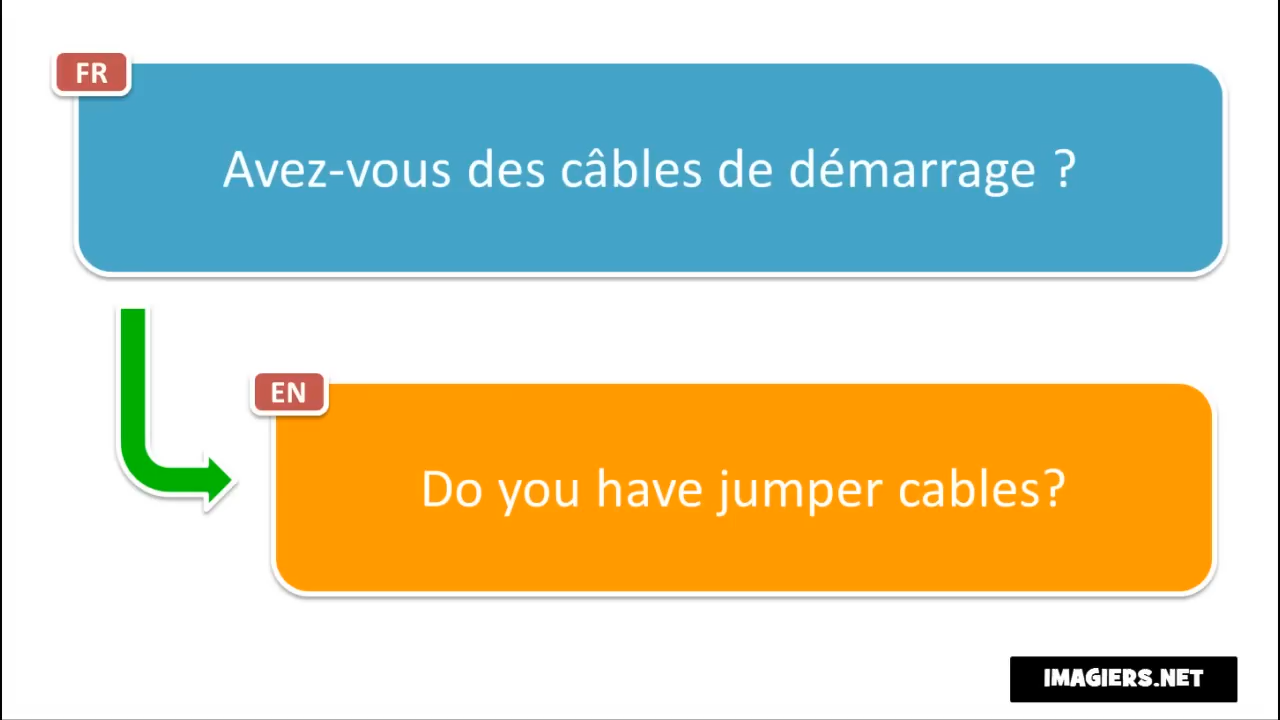 FR
Avez-vous des câbles de démarrage ?
EN
Do you have jumper cables?
IMAGIERS.NET